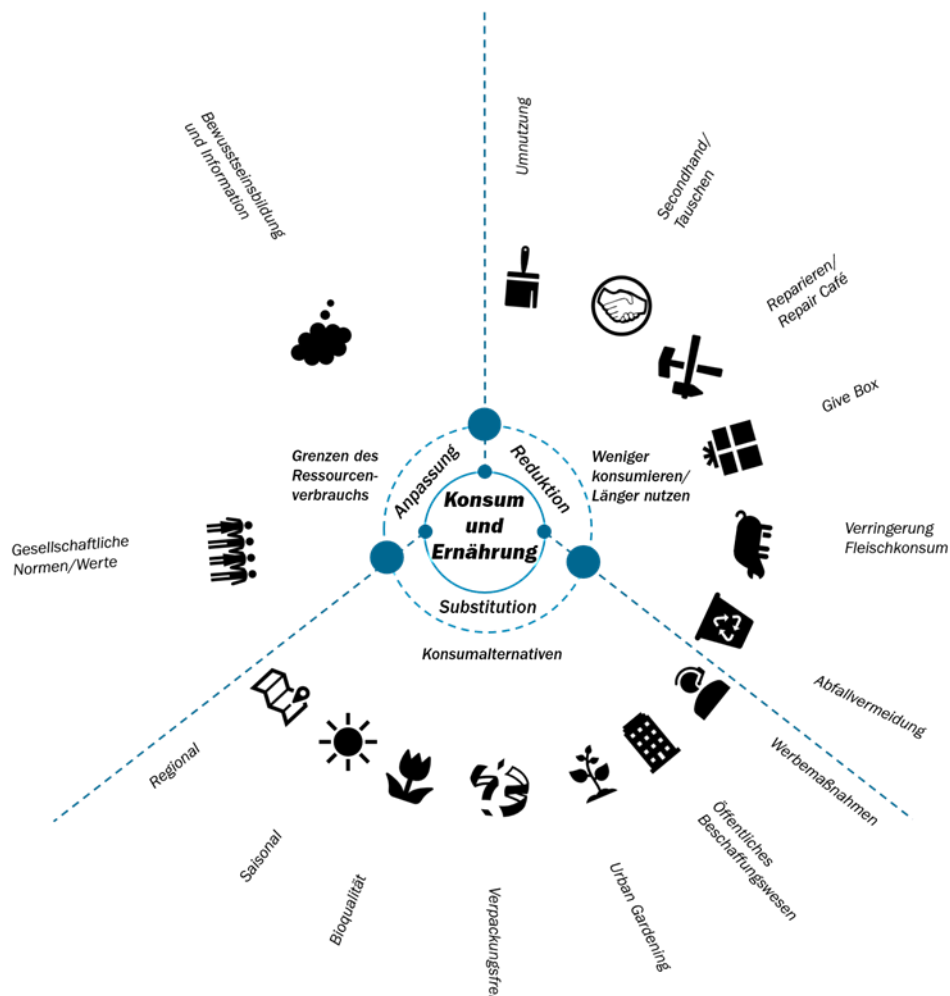 Bewusstseinsbildung
und Information
Umnutzung
Secondhand/
Tauschen
Reparieren/
Repair Café
Give Box
Grenzen des
Ressourcen-
verbrauchs
Anpassung
Reduktion
Weniger
konsumieren/
Länger nutzen
Konsum
und
Ernährung
Gesellschaftliche
Normen/Werte
Verringerung
Fleischkonsum
Substitution
Konsumalternativen
Abfallvermeidung
Werbemaßnahmen
Regional
Saisonal
Bioqualität
Verpackungsfrei
Urban Gardening
Öffentliches
Beschaffungswesen